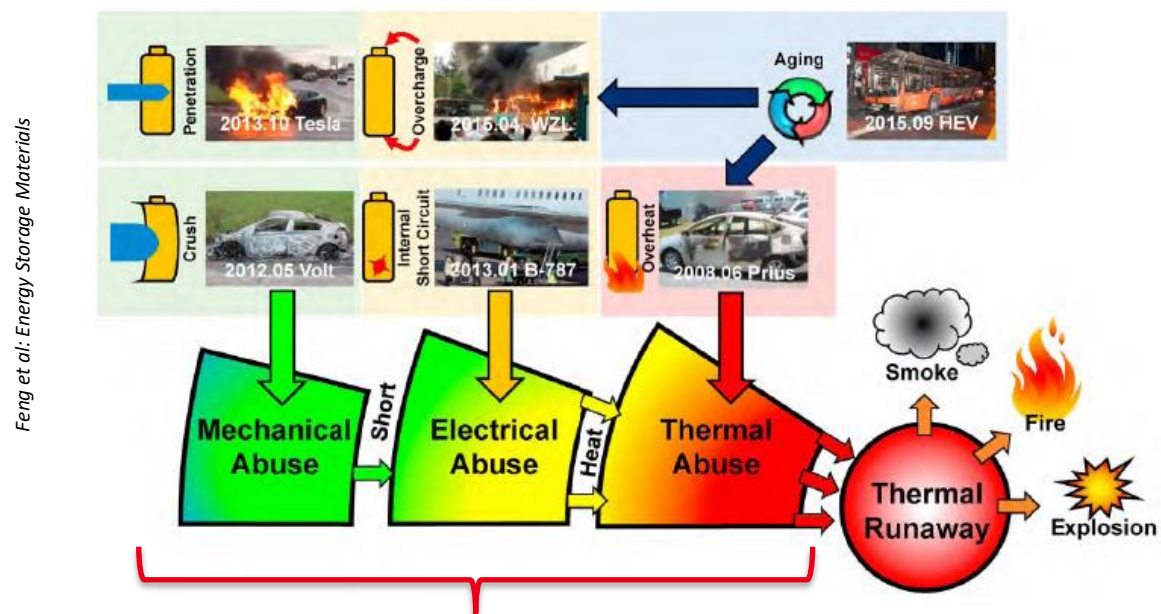 Feng et al: Energy Storage Materials
Penetration
2013.10 Tesla
Overcharge
2015.04, WZL
Aging
2015.09 HEV
Crush
2012.05 Volt
Internal
Short Circuit
2013.01 B-787
Overheat
2008.06 Prius
Mechanical
Abuse
Short
Electrical
Abuse
Heat
Thermal
Abuse
Thermal
Runaway
Smoke
Fire
Explosion